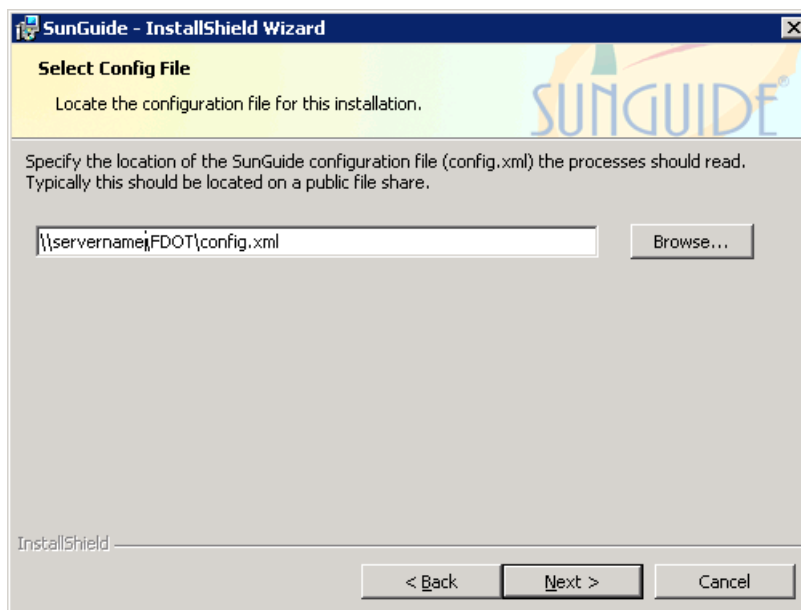 SunGuide - InstallShield Wizard
Select Config File
Locate the configuration file for this installation.
SUNGUIDE®
Specify the location of the SunGuide configuration file (config.xml) the processes should read.
Typically this should be located on a public file share.
\\servername\FDOT\config.xml
Browse...
InstallShield
< Back
Next >
Cancel